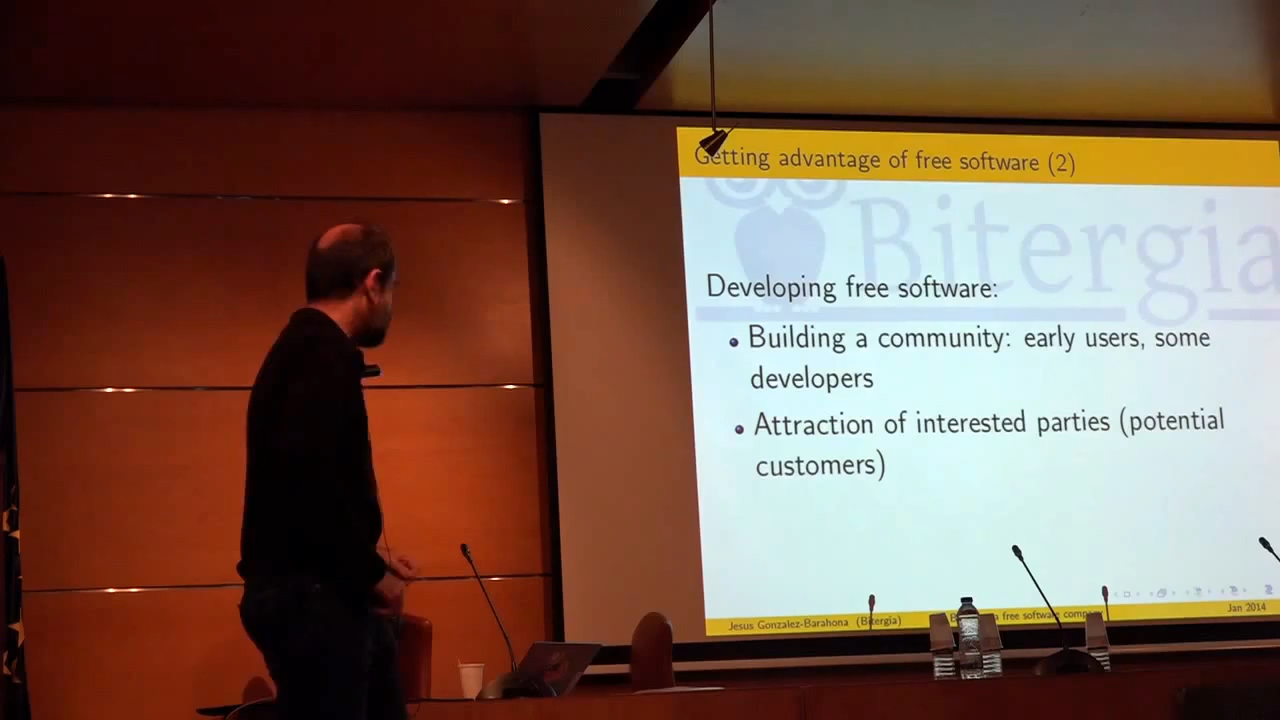 Getting advantage of free software (2)
Bitergia
Developing free software:
Building a community: early users, some
developers
Attraction of interested parties (potential
customers)
Jesus Gonzalez-Barahona (Bitergia)
a free software company
Jan 2014